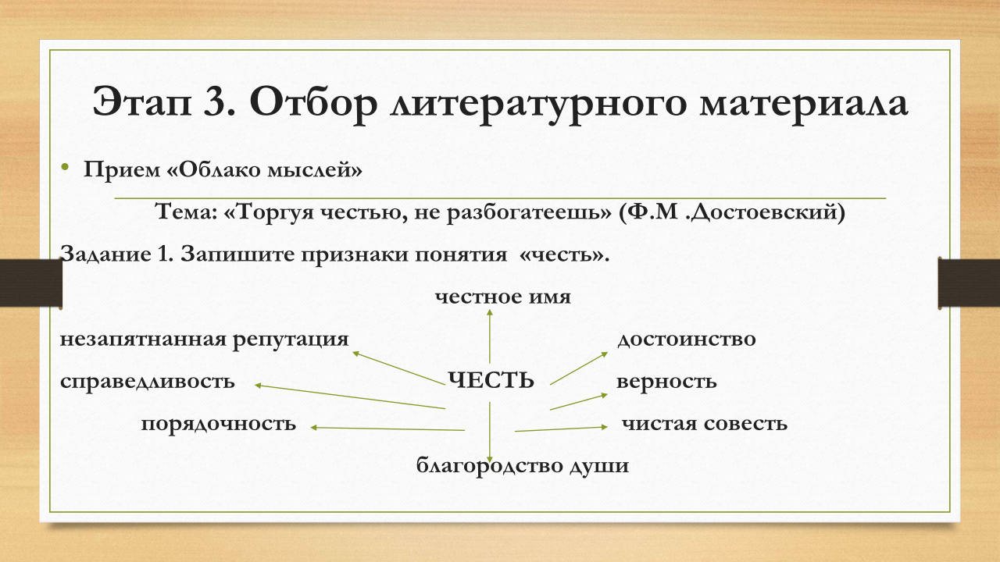 Этап 3. Отбор литературного материала
• Прием «Облако мыслей»
Тема: «Торгуя честью, не разбогатеешь» (Ф.М .Достоевский)
Задание 1. Запишите признаки понятия «честь».
честное имя
незапятнанная репутация достоинство
справедливость ЧЕСТЬ верность
порядочность чистая совесть
благородство души